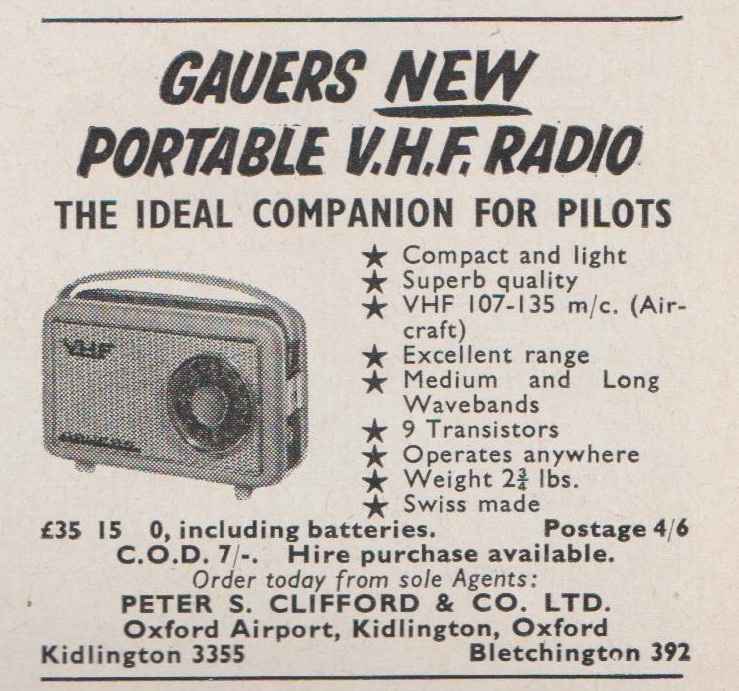 GAUERS NEW
PORTABLE V.H.F. RADIO
THE IDEAL COMPANION FOR PILOTS
VHF
★ Compact and light
★ Superb quality
★ VHF 107-135 m/c. (Air-
craft)
★ Excellent range
★ Medium and Long
Wavebands
★ 9 Transistors
★ Operates anywhere
★ Weight 2¾ lbs.
★ Swiss made
£35 15 0, including batteries. Postage 4/6
C.O.D. 7/-. Hire purchase available.
Order today from sole Agents:
PETER S. CLIFFORD & CO. LTD.
Oxford Airport, Kidlington, Oxford
Kidlington 3355 Bletchington 392